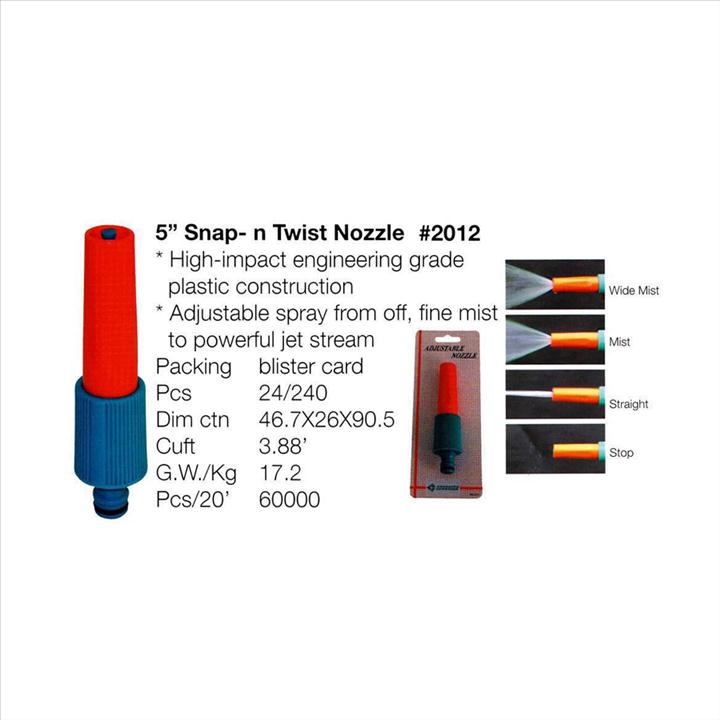 5” Snap- n Twist Nozzle #2012
* High-impact engineering grade
plastic construction
* Adjustable spray from off, fine mist
to powerful jet stream
Packing blister card
Pcs 24/240
Dim ctn 46.7X26X90.5
Cuft 3.88’
G.W./Kg 17.2
Pcs/20’ 60000
ADJUSTABLE
NOZZLE
Wide Mist
Mist
Straight
Stop